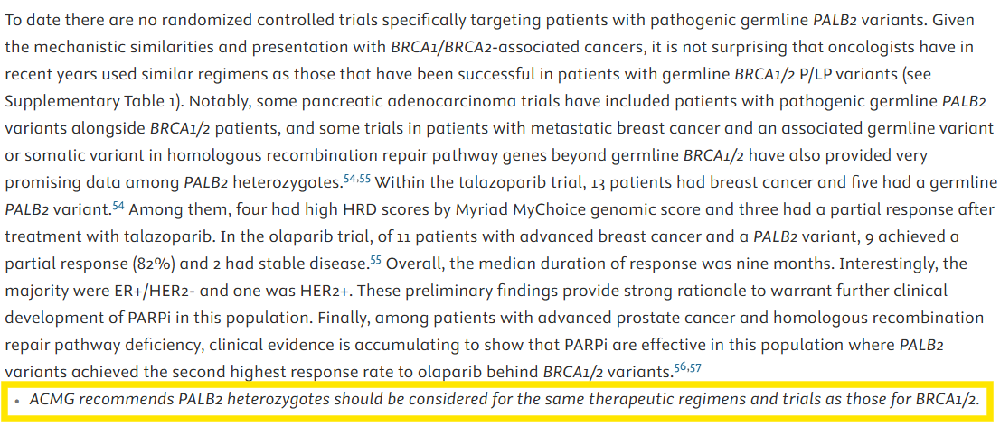 To date there are no randomized controlled trials specifically targeting patients with pathogenic germline PALB2 variants. Given
the mechanistic similarities and presentation with BRCA1/BRCA2-associated cancers, it is not surprising that oncologists have in
recent years used similar regimens as those that have been successful in patients with germline BRCA1/2 P/LP variants (see
Supplementary Table 1). Notably, some pancreatic adenocarcinoma trials have included patients with pathogenic germline PALB2
variants alongside BRCA1/2 patients, and some trials in patients with metastatic breast cancer and an associated germline variant
or somatic variant in homologous recombination repair pathway genes beyond germline BRCA1/2 have also provided very
promising data among PALB2 heterozygotes.54,55 Within the talazoparib trial, 13 patients had breast cancer and five had a germline
PALB2 variant.54 Among them, four had high HRD scores by Myriad MyChoice genomic score and three had a partial response after
treatment with talazoparib. In the olaparib trial, of 11 patients with advanced breast cancer and a PALB2 variant, 9 achieved a
partial response (82%) and 2 had stable disease.55 Overall, the median duration of response was nine months. Interestingly, the
majority were ER+/HER2- and one was HER2+. These preliminary findings provide strong rationale to warrant further clinical
development of PARPi in this population. Finally, among patients with advanced prostate cancer and homologous recombination
repair pathway deficiency, clinical evidence is accumulating to show that PARPi are effective in this population where PALB2
variants achieved the second highest response rate to olaparib behind BRCA1/2 variants.56,57
• ACMG recommends PALB2 heterozygotes should be considered for the same therapeutic regimens and trials as those for BRCA1/2.